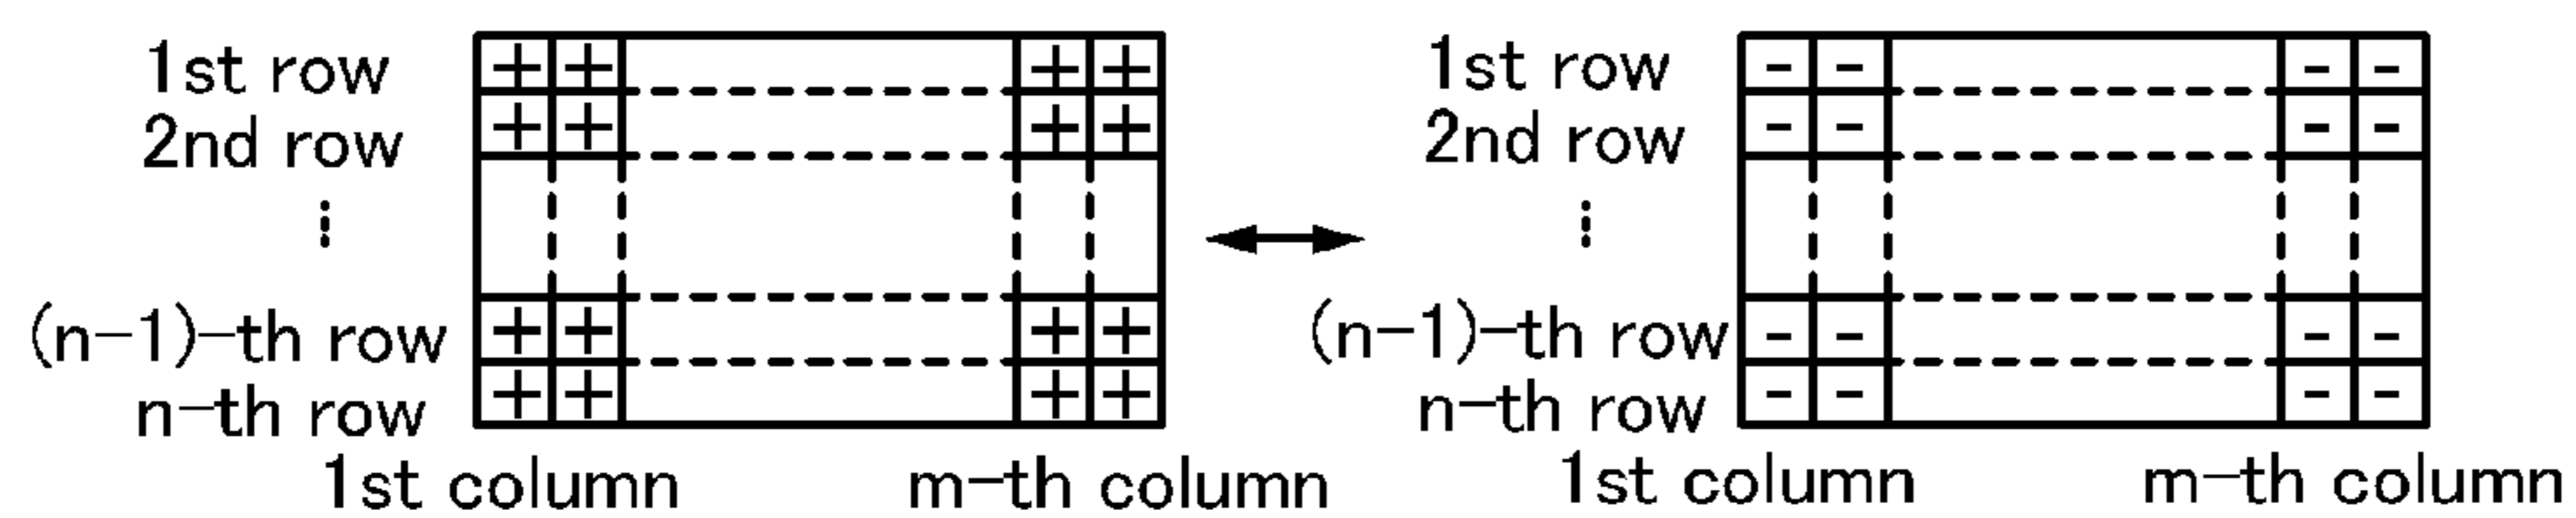 1st row + + + + 1st row - - - -
2nd row + + + + 2nd row - - - -
⋮ ⋮
(n-1)-th row + + + + (n-1)-th row - - - -
n-th row + + + + n-th row - - - -
1st column m-th column 1st column m-th column